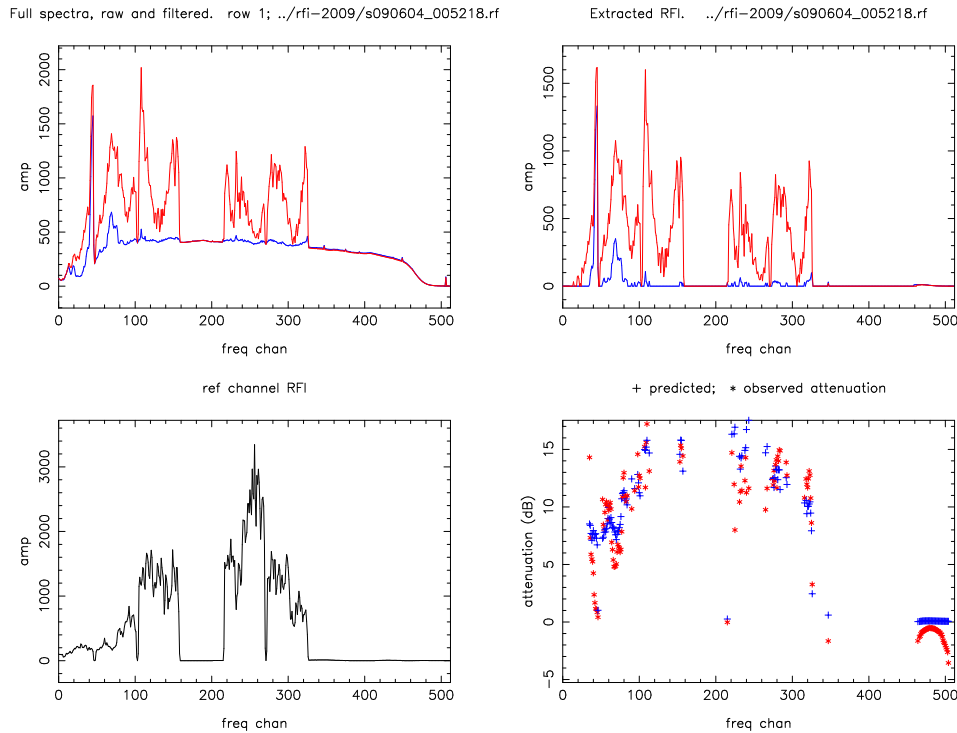 Full spectra, raw and filtered. row 1; ../rfi-2009/s090604_005218.rf
amp
0 500 1000 1500 2000
0 100 200 300 400 500
freq chan
Extracted RFI. ../rfi-2009/s090604_005218.rf
amp
0 500 1000 1500
0 100 200 300 400 500
freq chan
ref channel RFI
amp
0 1000 2000 3000
0 100 200 300 400 500
freq chan
+ predicted; * observed attenuation
attenuation (dB)
-5 0 5 10 15
0 100 200 300 400 500
freq chan